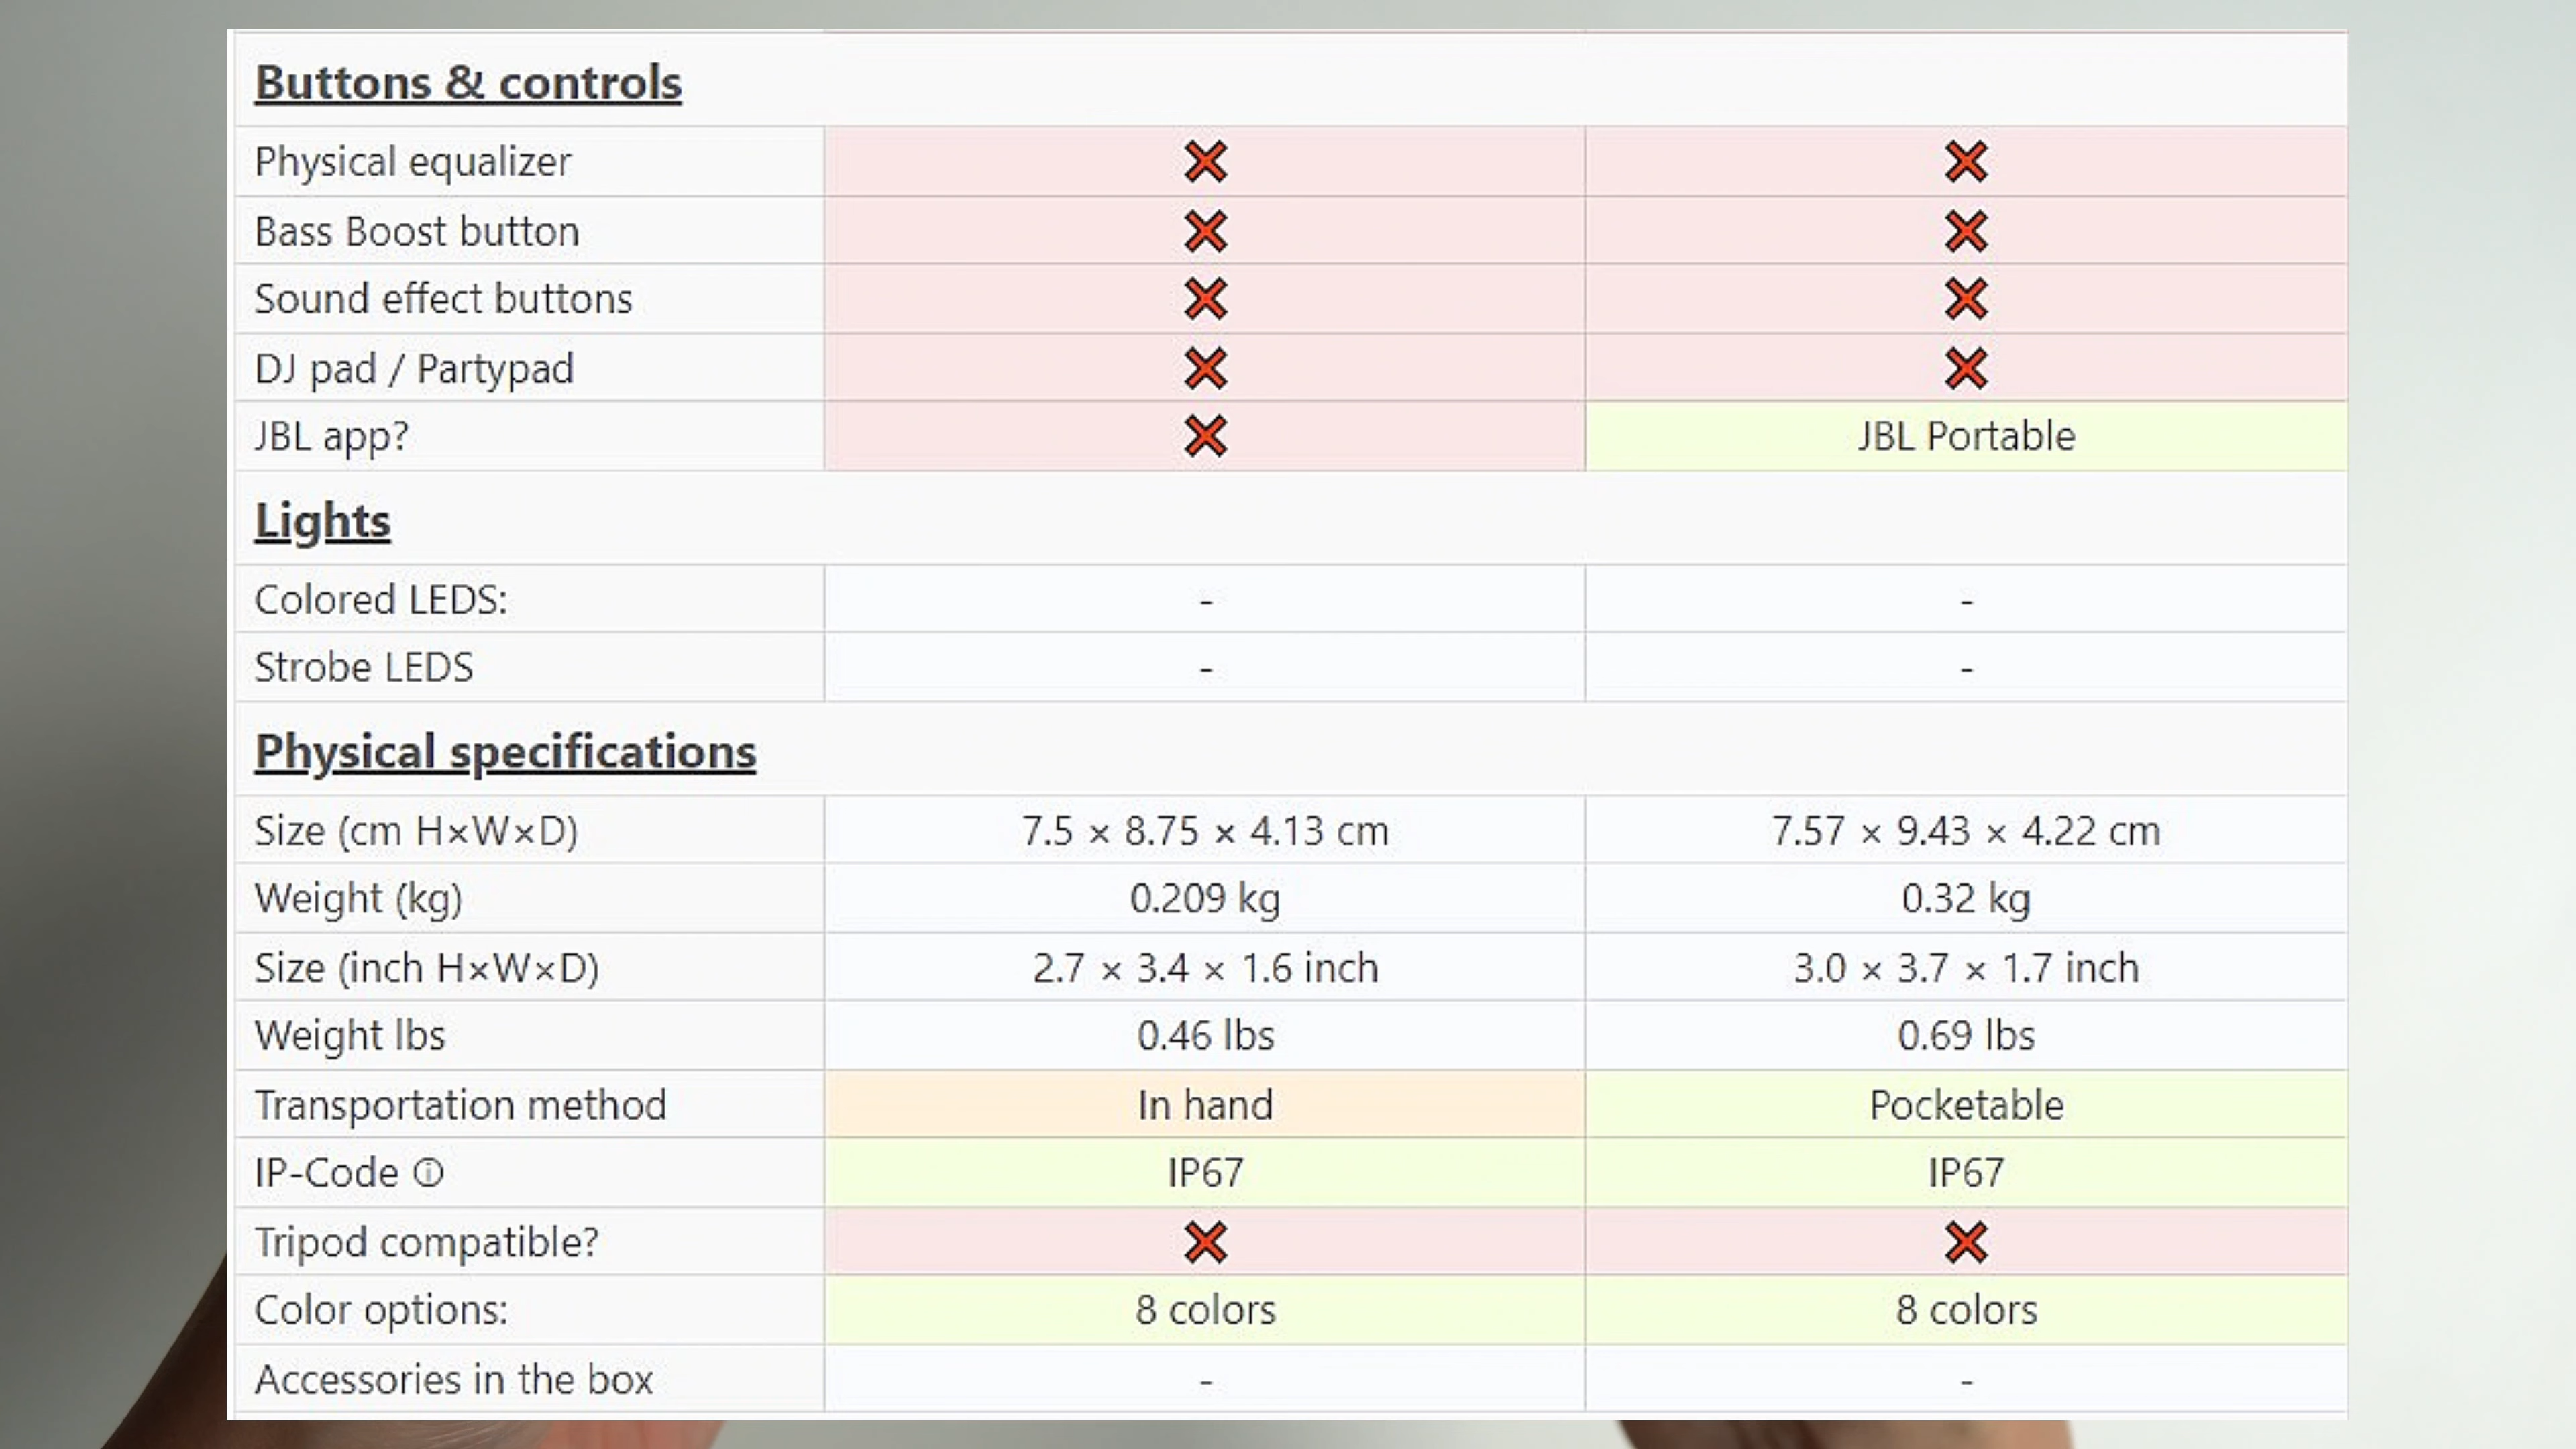 Buttons & controls
Physical equalizer ❌ ❌
Bass Boost button ❌ ❌
Sound effect buttons ❌ ❌
DJ pad / Partypad ❌ ❌
JBL app? ❌ JBL Portable
Lights
Colored LEDS: - -
Strobe LEDS - -
Physical specifications
Size (cm H×W×D) 7.5 × 8.75 × 4.13 cm 7.57 × 9.43 × 4.22 cm
Weight (kg) 0.209 kg 0.32 kg
Size (inch H×W×D) 2.7 × 3.4 × 1.6 inch 3.0 × 3.7 × 1.7 inch
Weight lbs 0.46 lbs 0.69 lbs
Transportation method In hand Pocketable
IP-Code ⓘ IP67 IP67
Tripod compatible? ❌ ❌
Color options: 8 colors 8 colors
Accessories in the box - -